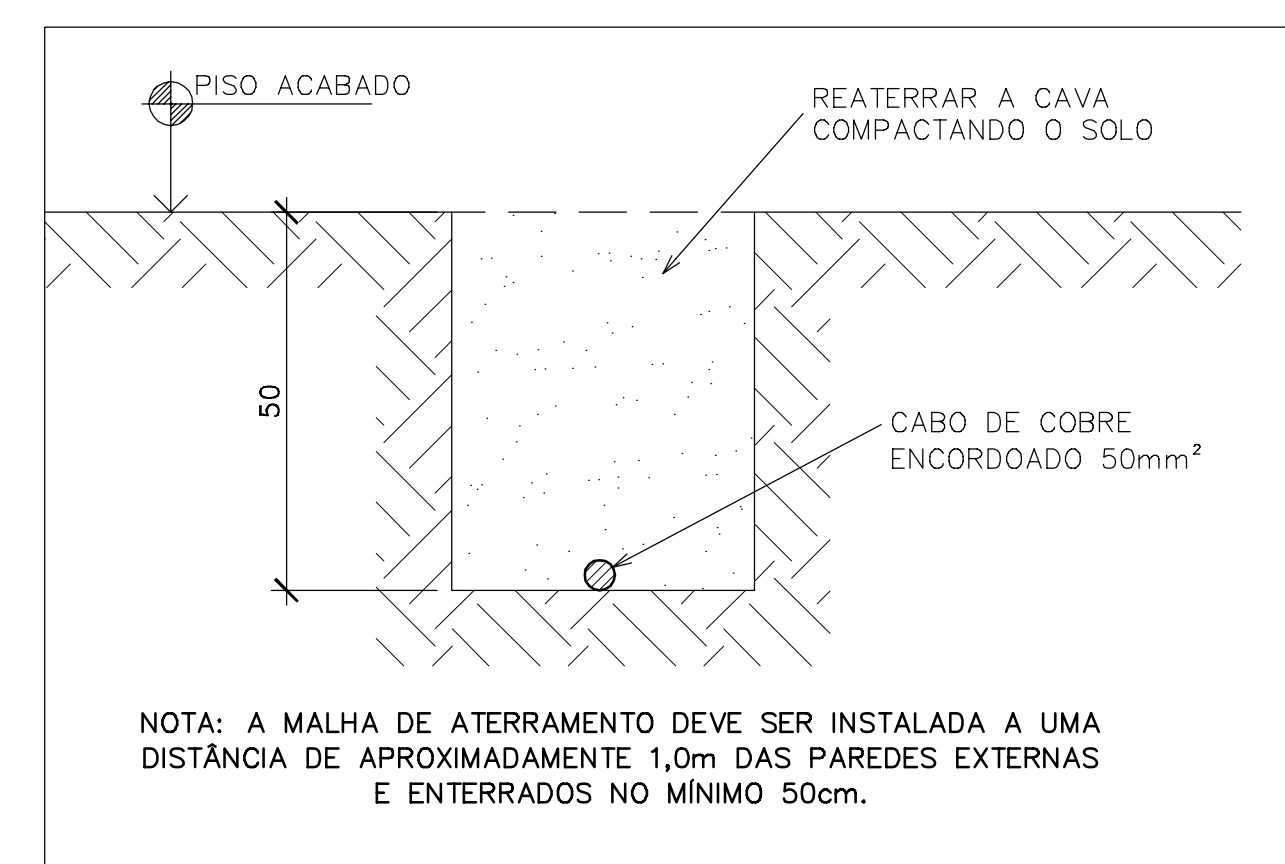 PISO ACABADO
REATERRAR A CAVA
COMPACTANDO O SOLO
50
CABO DE COBRE
ENCORDOADO 50mm²
NOTA: A MALHA DE ATERRAMENTO DEVE SER INSTALADA A UMA
DISTÂNCIA DE APROXIMADAMENTE 1,0m DAS PAREDES EXTERNAS
E ENTERRADOS NO MÍNIMO 50cm.